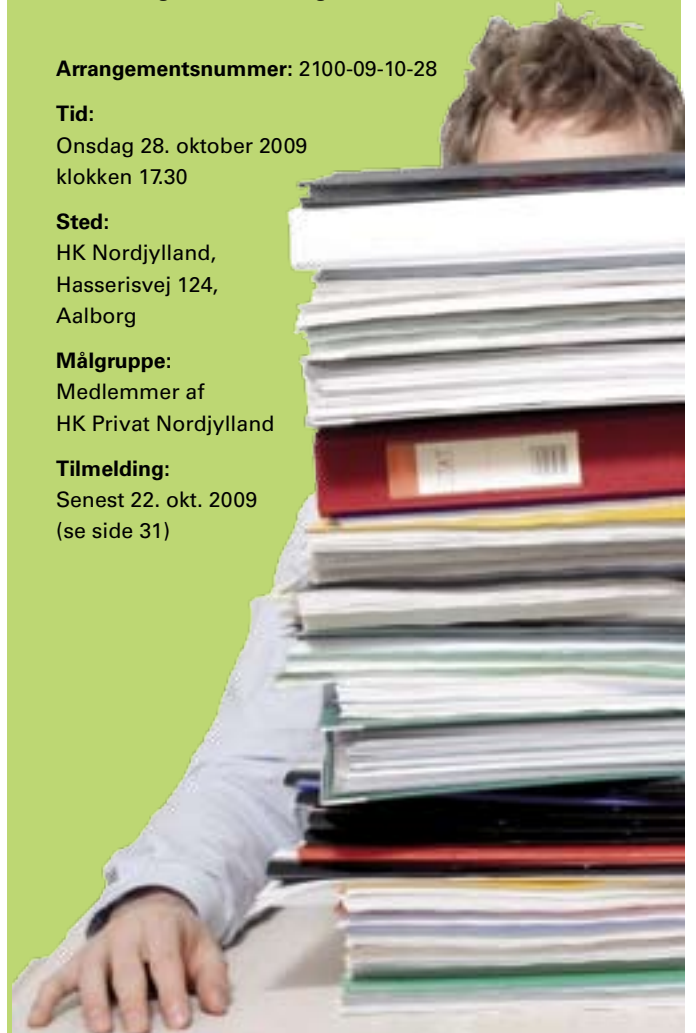 Arrangementsnummer: 2100-09-10-28
Tid:
Onsdag 28. oktober 2009
klokken 17.30
Sted:
HK Nordjylland,
Hasserisvej 124,
Aalborg
Målgruppe:
Medlemmer af
HK Privat Nordjylland
Tilmelding:
Senest 22. okt. 2009
(se side 31)